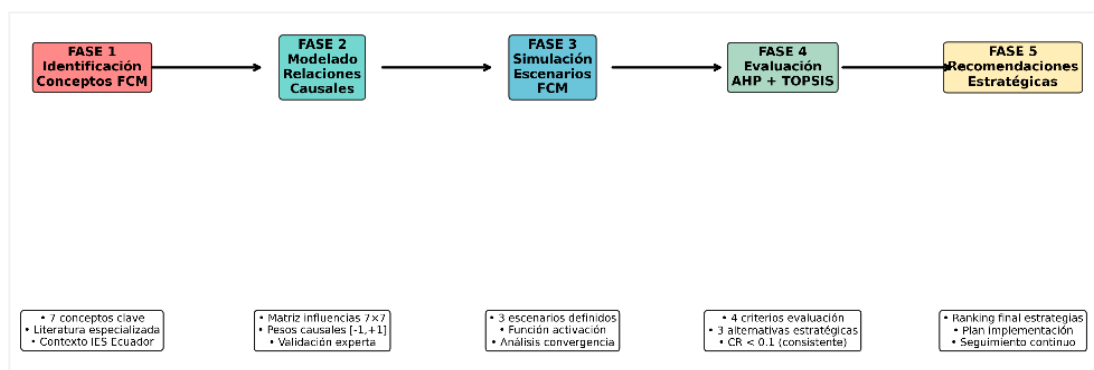 FASE 1
Identificación
Conceptos FCM
FASE 2
Modelado
Relaciones
Causales
FASE 3
Simulación
Escenarios
FCM
FASE 4
Evaluación
AHP + TOPSIS
FASE 5
Recomendaciones
Estratégicas
• 7 conceptos clave
• Literatura especializada
• Contexto IES Ecuador
• Matriz influencias 7×7
• Pesos causales [-1,+1]
• Validación experta
• 3 escenarios definidos
• Función activación
• Análisis convergencia
• 4 criterios evaluación
• 3 alternativas estratégicas
• CR < 0.1 (consistente)
• Ranking final estrategias
• Plan implementación
• Seguimiento continuo